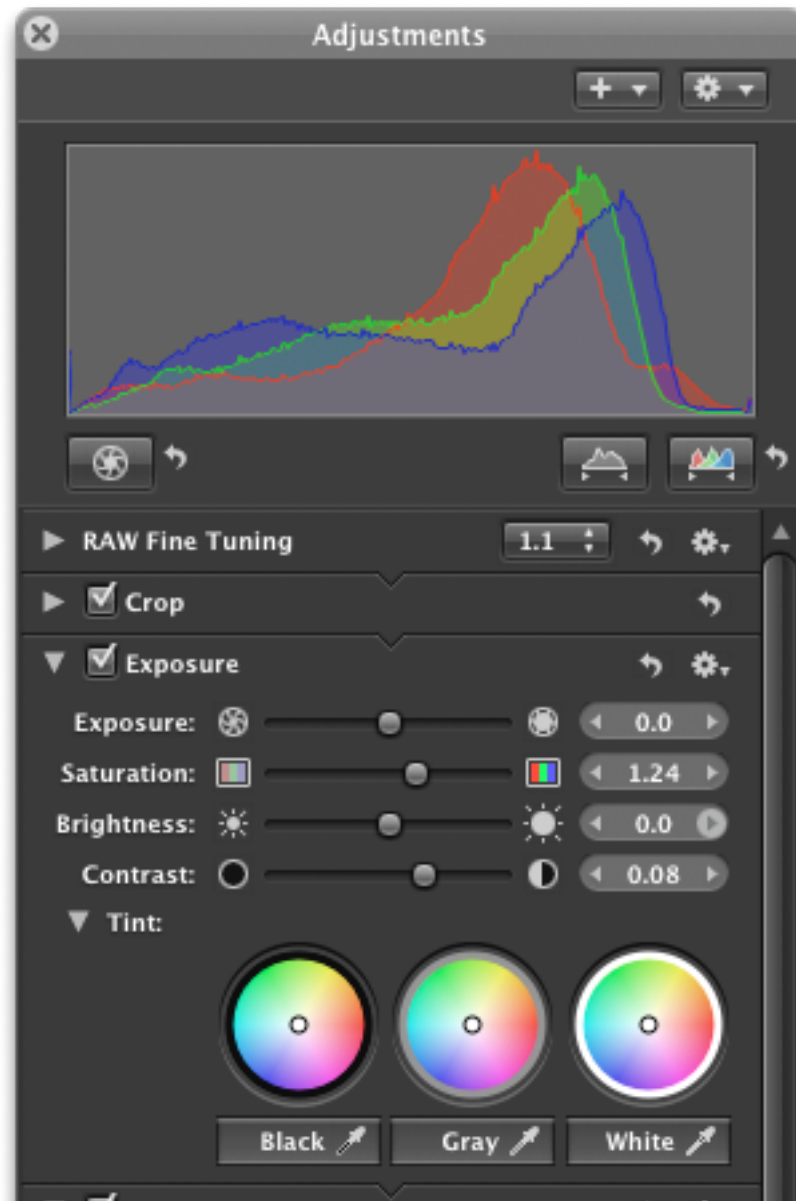 Adjustments
RAW Fine Tuning 1.1
Crop
Exposure
Exposure: 0.0
Saturation: 1.24
Brightness: 0.0
Contrast: 0.08
Tint:
Black Gray White